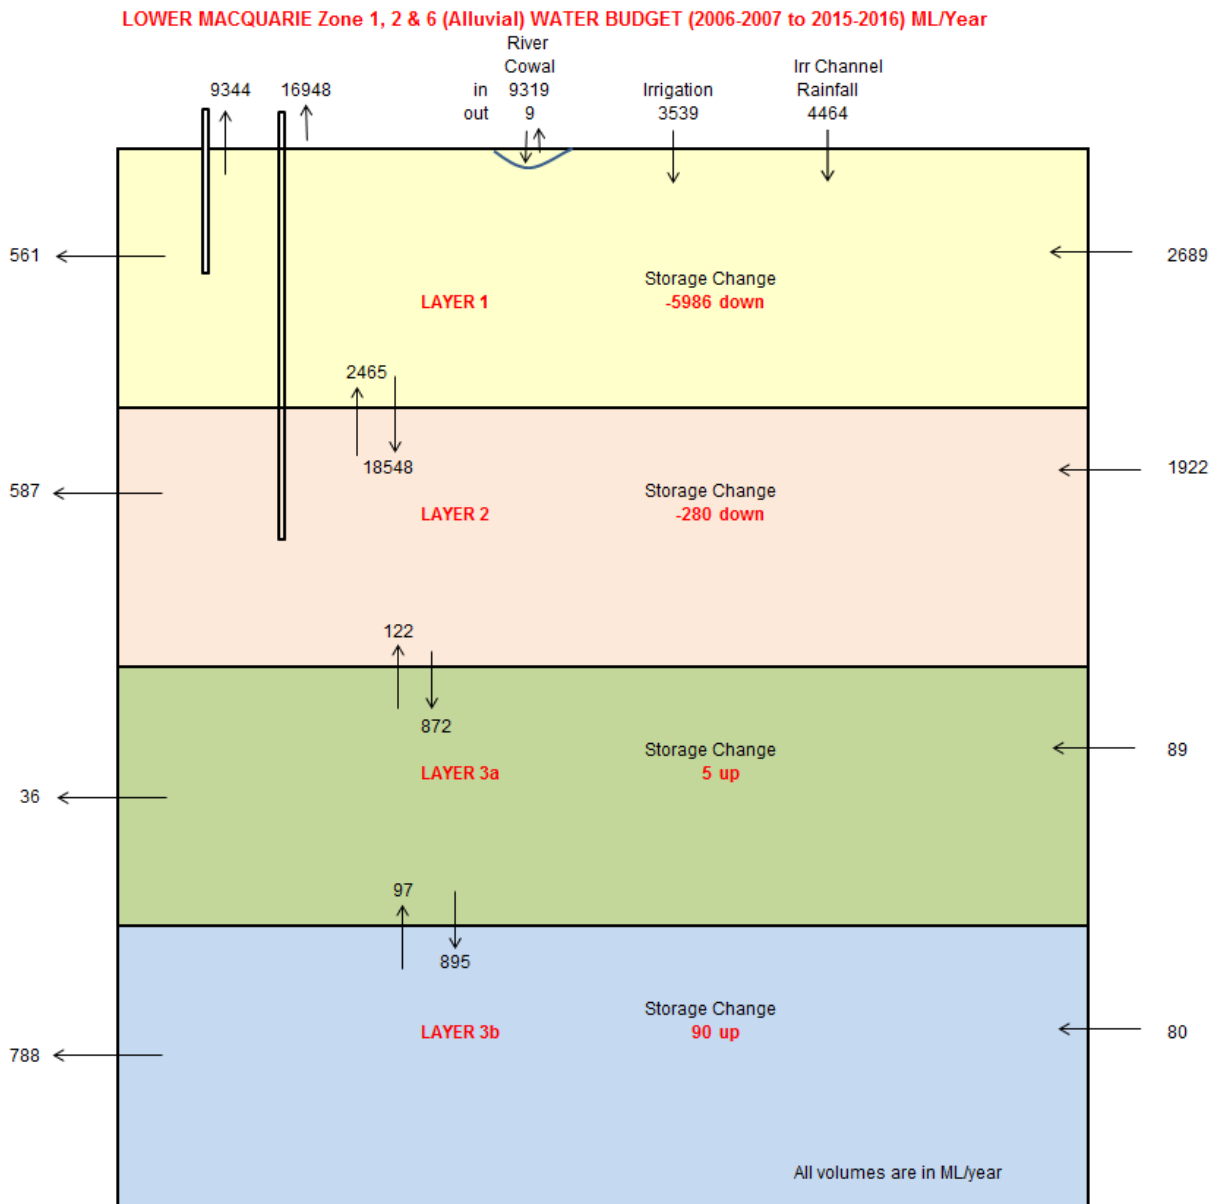 LOWER MACQUARIE Zone 1, 2 & 6 (Alluvial) WATER BUDGET (2006-2007 to 2015-2016) ML/Year
River
Cowal
Irr Channel
9344 16948 in 9319 Irrigation Rainfall
out 9 3539 4464
561 2689
Storage Change
LAYER 1 -5986 down
2465
18548 1922
587 Storage Change
LAYER 2 -280 down
122
872
Storage Change 89
LAYER 3a 5 up
36
97
895
Storage Change
LAYER 3b 90 up 80
788
All volumes are in ML/year